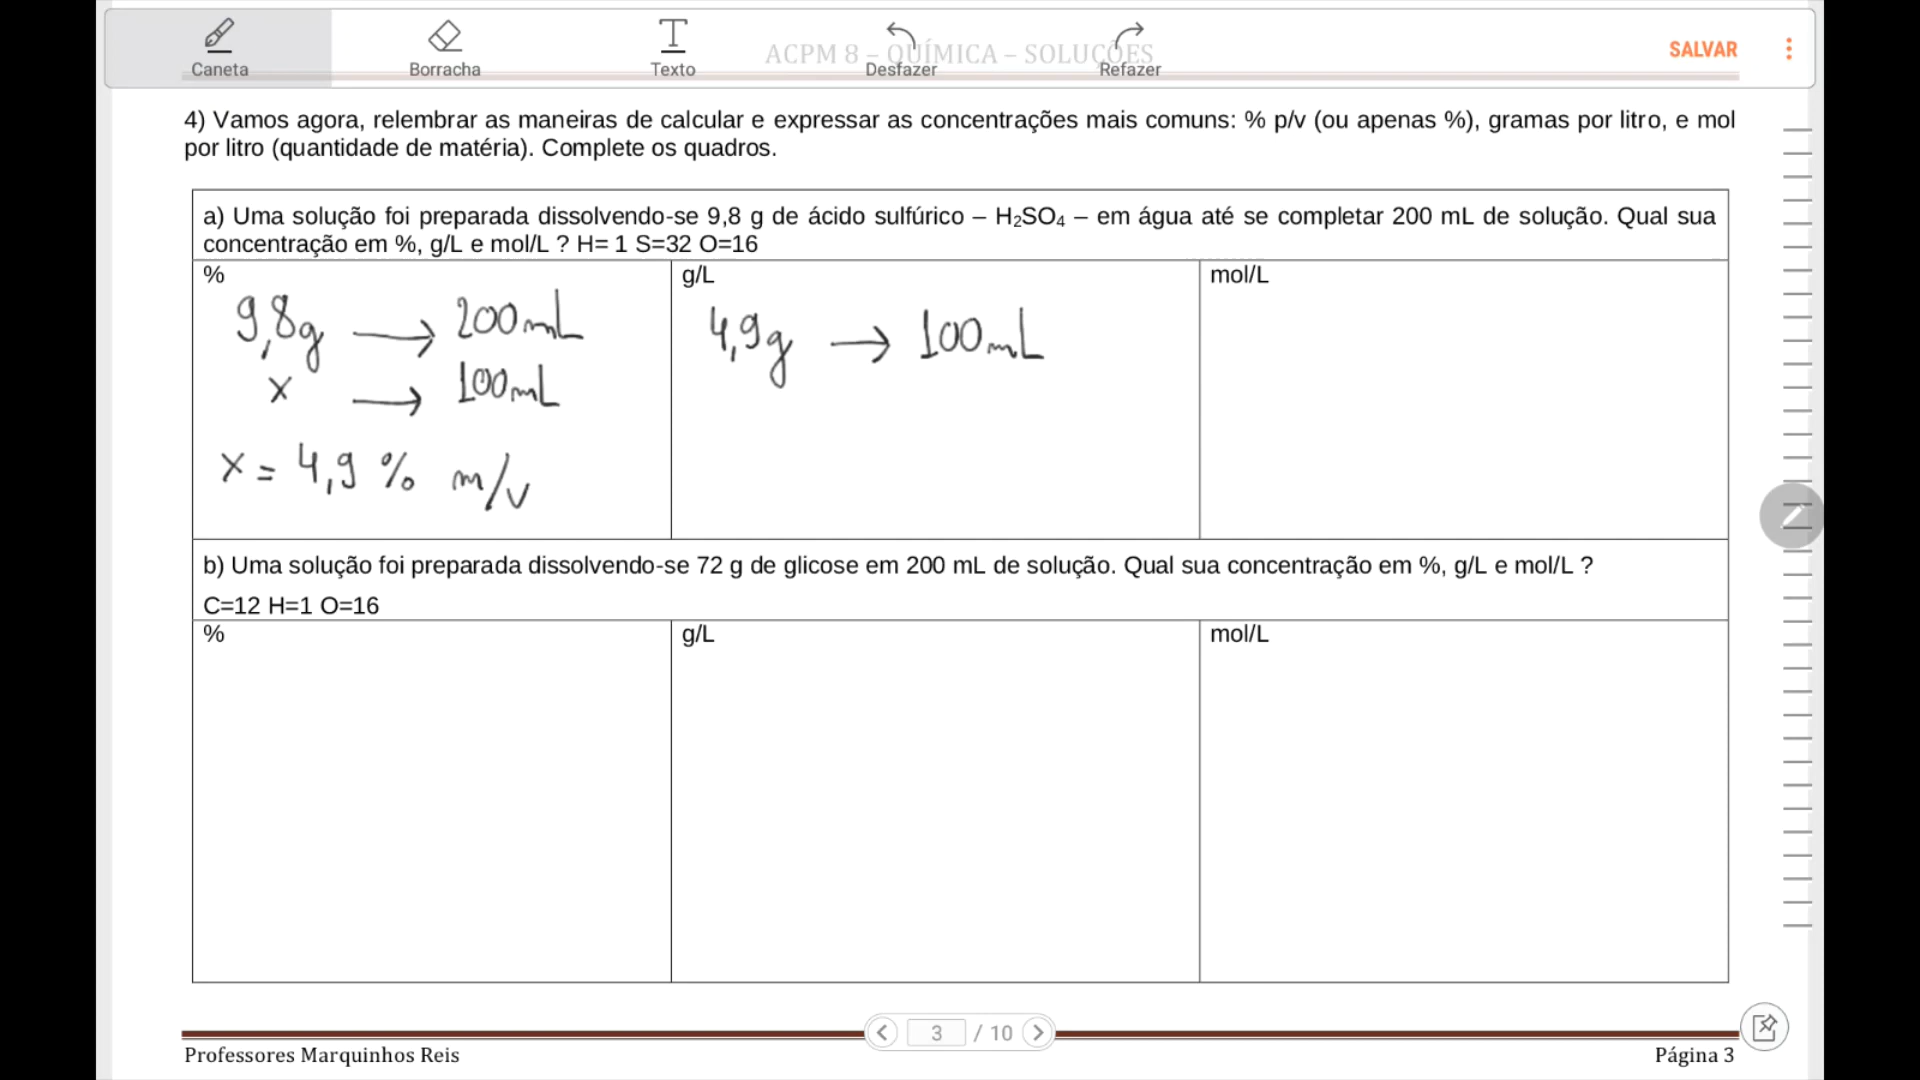 Caneta Borracha Texto Desfazer Refazer SALVAR
ACPM 8 – QUÍMICA – SOLUÇÕES
4) Vamos agora, relembrar as maneiras de calcular e expressar as concentrações mais comuns: % p/v (ou apenas %), gramas por litro, e mol
por litro (quantidade de matéria). Complete os quadros.
a) Uma solução foi preparada dissolvendo-se 9,8 g de ácido sulfúrico – H₂SO₄ – em água até se completar 200 mL de solução. Qual sua
concentração em %, g/L e mol/L ? H= 1 S=32 O=16
%
9,8g → 200mL
x → 100mL
x = 4,9 % m/v
g/L
4,9g → 100mL
mol/L
b) Uma solução foi preparada dissolvendo-se 72 g de glicose em 200 mL de solução. Qual sua concentração em %, g/L e mol/L ?
C=12 H=1 O=16
%
g/L
mol/L
3 / 10
Professores Marquinhos Reis
Página 3